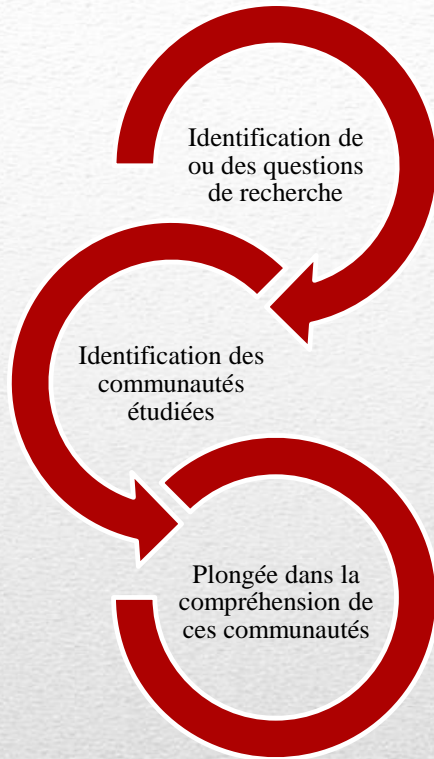 Identification de
ou des questions
de recherche
Identification des
communautés
étudiées
Plongée dans la
compréhension de
ces communautés